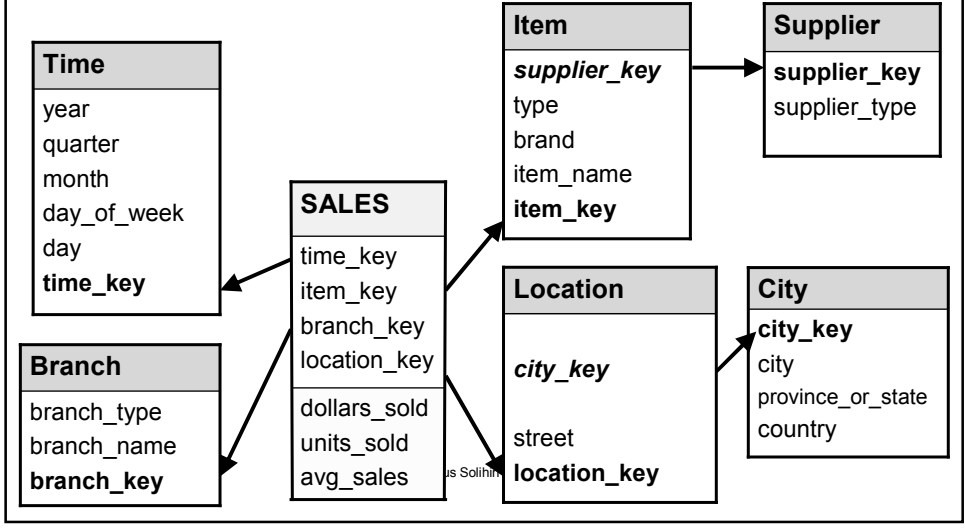 Time
year
quarter
month
day_of_week
day
time_key
Branch
branch_type
branch_name
branch_key
SALES
time_key
item_key
branch_key
location_key
dollars_sold
units_sold
avg_sales
Item
supplier_key
type
brand
item_name
item_key
Supplier
supplier_key
supplier_type
Location
city_key
street
location_key
City
city_key
city
province_or_state
country
Solihin